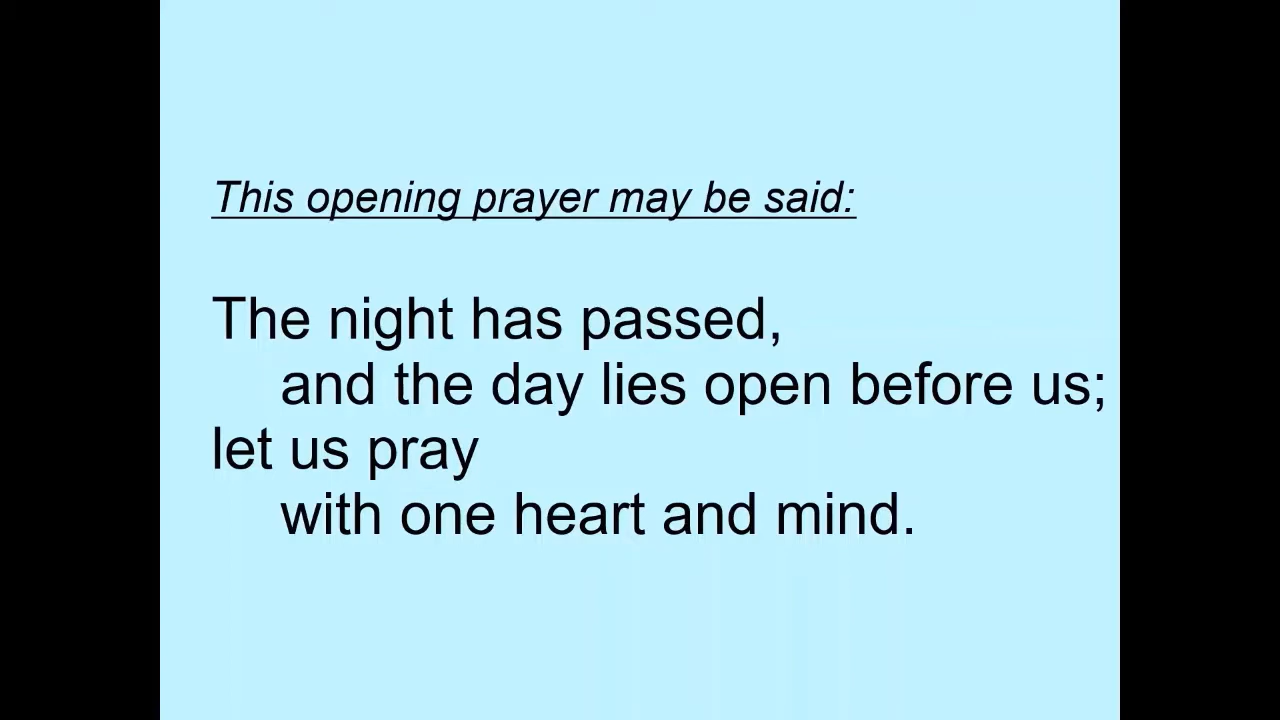 This opening prayer may be said:
The night has passed,
and the day lies open before us;
let us pray
with one heart and mind.